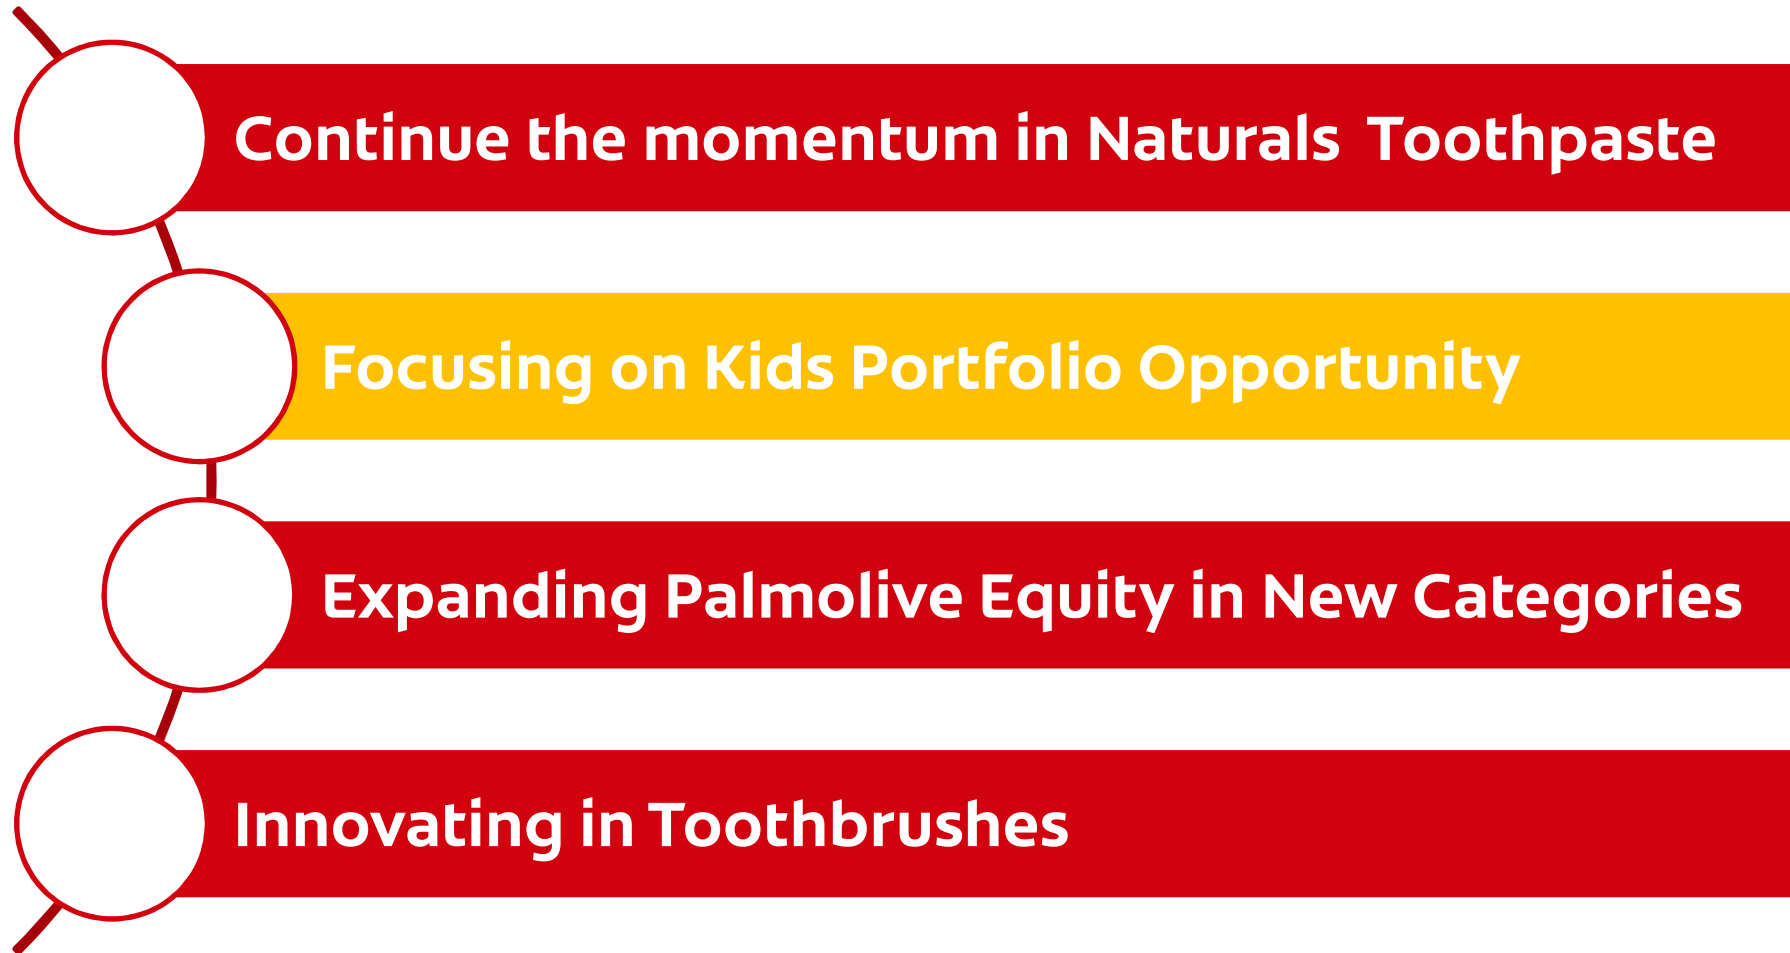 Continue the momentum in Naturals  Toothpaste
Focusing on Kids Portfolio Opportunity
Expanding Palmolive Equity in New Categories
Innovating in Toothbrushes